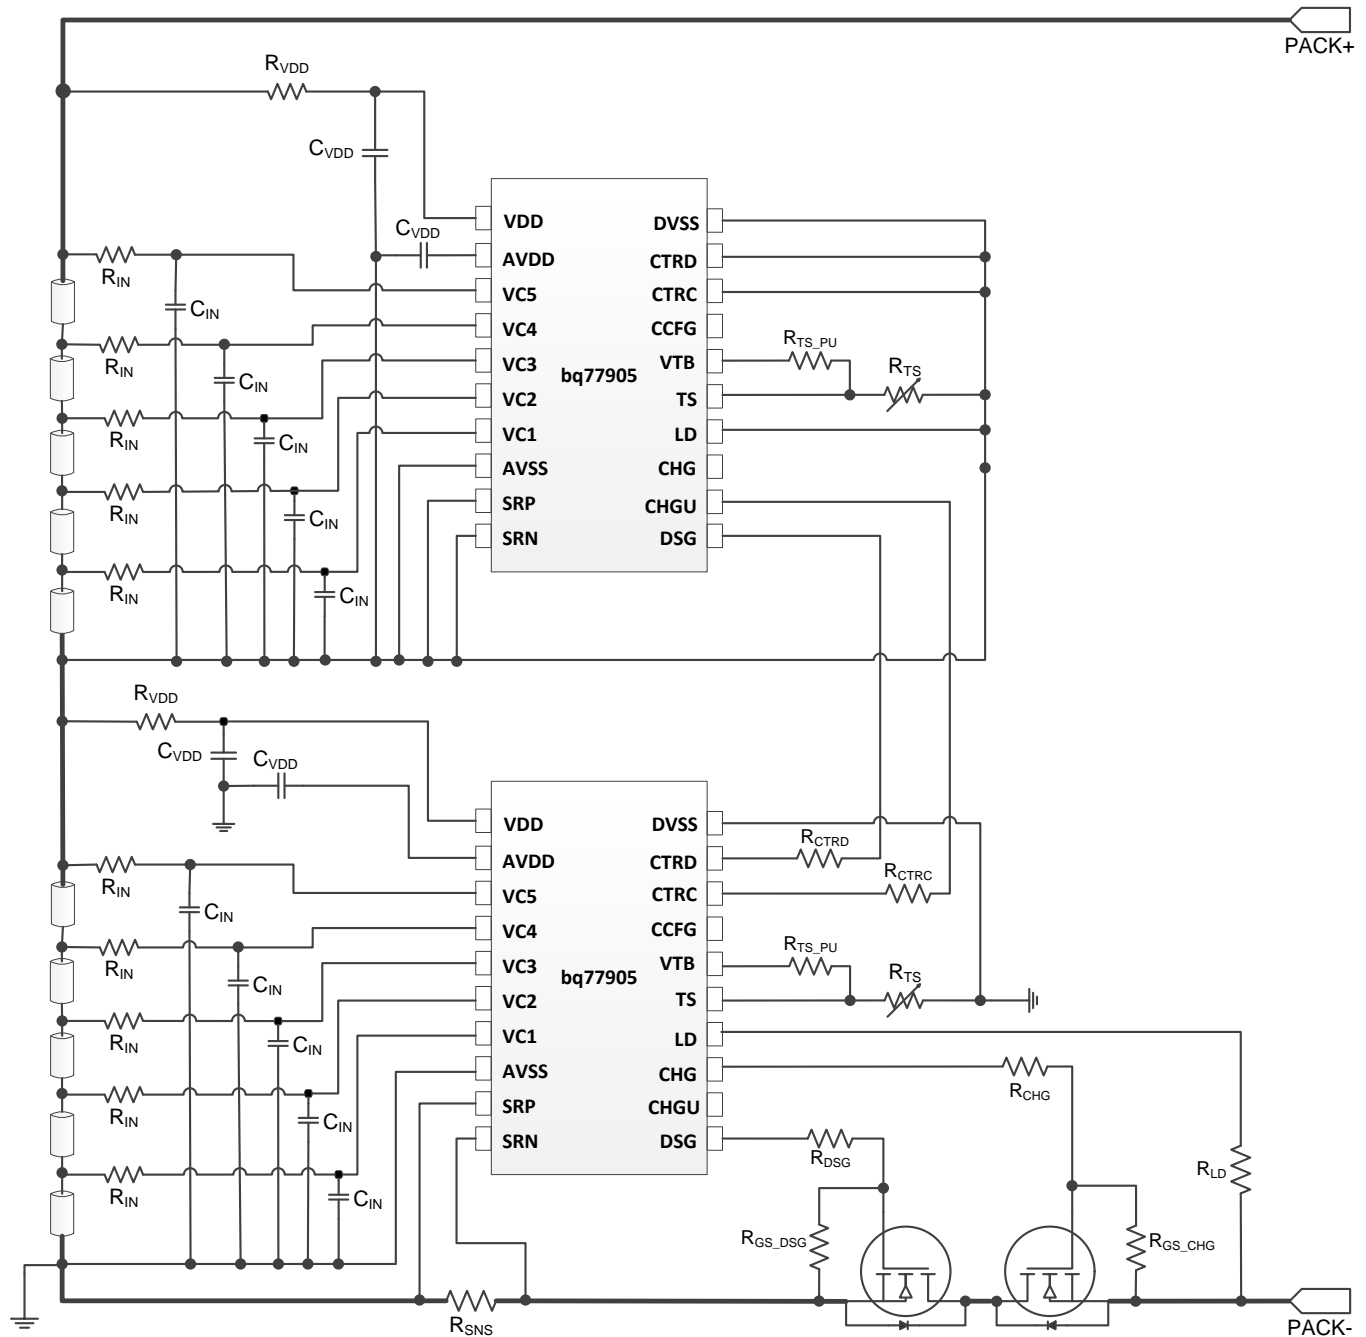 PACK+
RVDD
CVDD
CVDD
RIN
CIN
RIN
CIN
RIN
CIN
RIN
CIN
RIN
CIN
VDD
AVDD
VC5
VC4
VC3
VC2
VC1
AVSS
SRP
SRN
bq77905
DVSS
CTRD
CTRC
CCFG
VTB
TS
LD
CHG
CHGU
DSG
RTS_PU
RTS
RVDD
CVDD
CVDD
RIN
CIN
RIN
CIN
RIN
CIN
RIN
CIN
RIN
CIN
VDD
AVDD
VC5
VC4
VC3
VC2
VC1
AVSS
SRP
SRN
bq77905
DVSS
CTRD
CTRC
CCFG
VTB
TS
LD
CHG
CHGU
DSG
RCTRD
RCTRC
RTS_PU
RTS
RCHG
RDSG
RLD
RGS_DSG
RGS_CHG
RSNS
PACK-